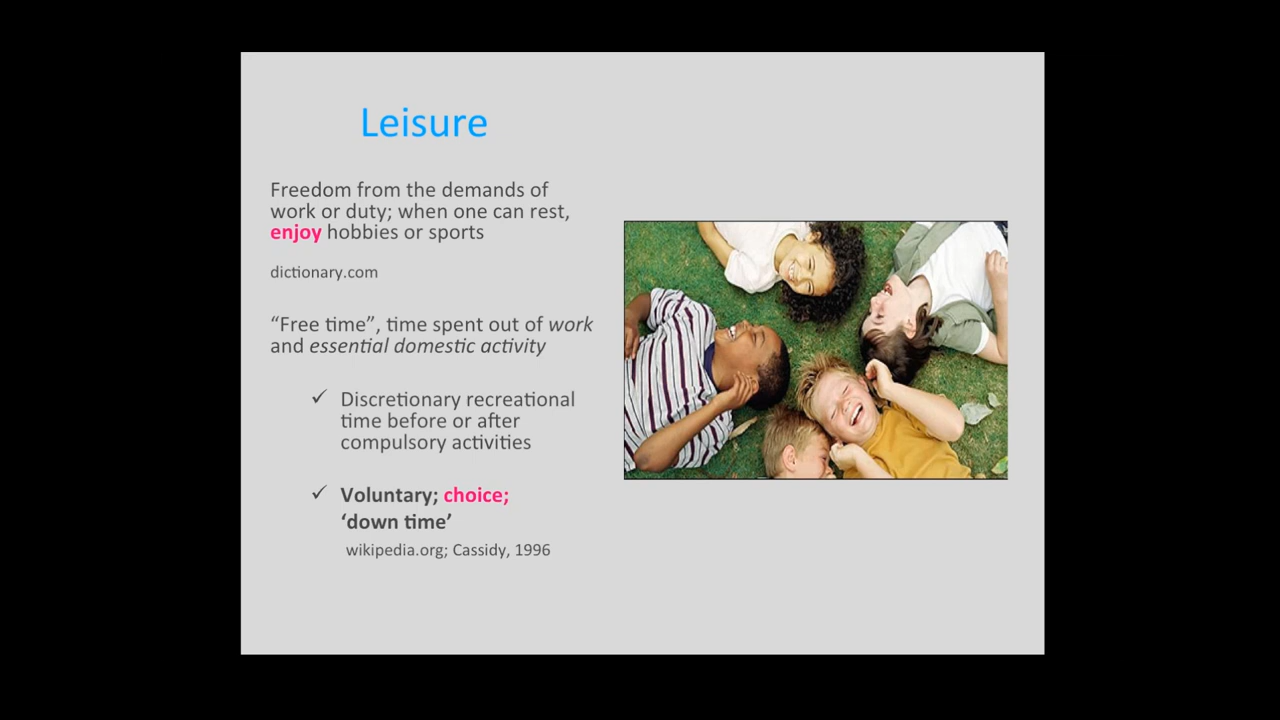 Leisure
Freedom from the demands of
work or duty; when one can rest,
enjoy hobbies or sports
dictionary.com
“Free time”, time spent out of work
and essential domestic activity
✓ Discretionary recreational
time before or after
compulsory activities
✓ Voluntary; choice;
‘down time’
wikipedia.org; Cassidy, 1996